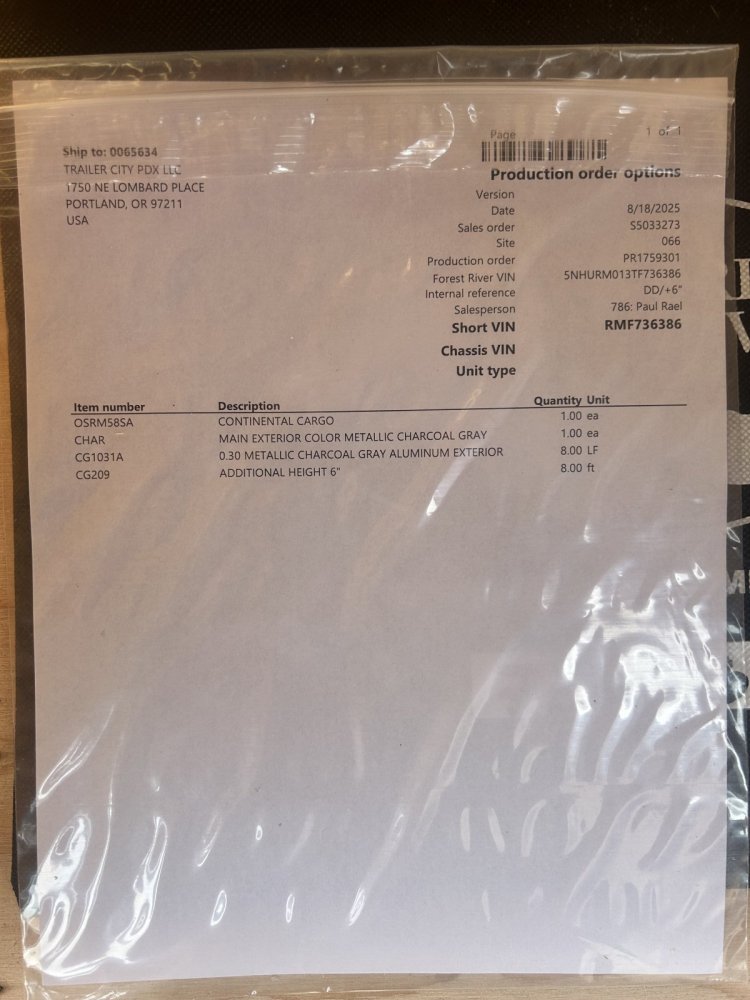 Page 1 of 1
Ship to: 0065634
TRAILER CITY PDX LLC
1750 NE LOMBARD PLACE
PORTLAND, OR 97211
USA
Production order options
Version
Date 8/18/2025
Sales order S5033273
Site 066
Production order PR1759301
Forest River VIN 5NHURM013TF736386
Internal reference DD/+6"
Salesperson 786: Paul Rael
Short VIN RMF736386
Chassis VIN
Unit type
Item number Description Quantity Unit
OSRM58SA CONTINENTAL CARGO 1.00 ea
CHAR MAIN EXTERIOR COLOR METALLIC CHARCOAL GRAY 1.00 ea
CG1031A 0.30 METALLIC CHARCOAL GRAY ALUMINUM EXTERIOR 8.00 LF
CG209 ADDITIONAL HEIGHT 6" 8.00 ft